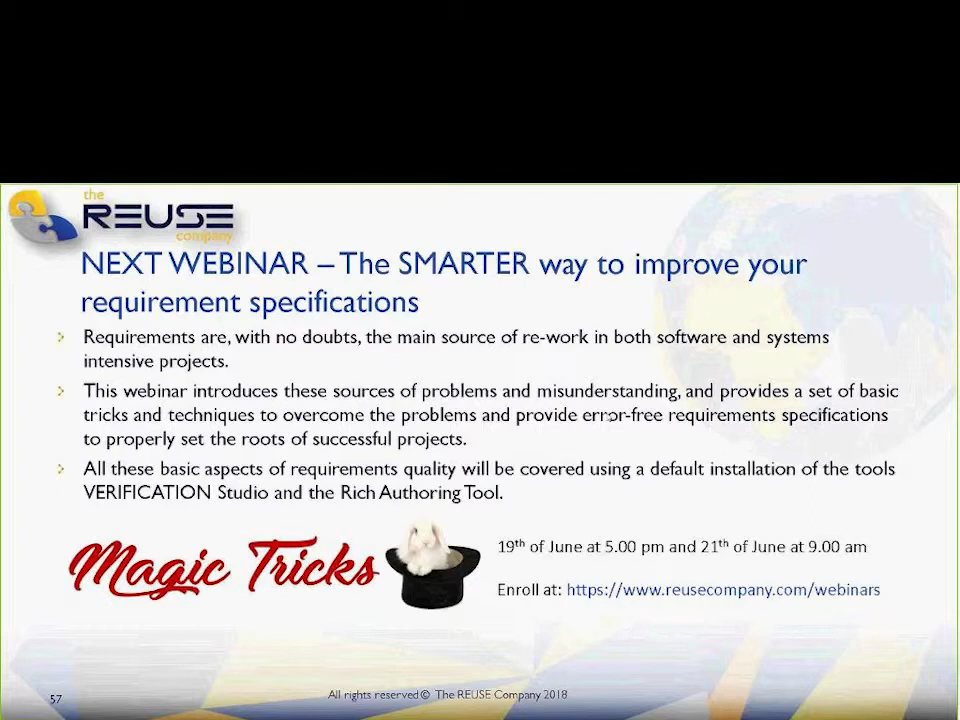 the
REUSE
company
NEXT WEBINAR – The SMARTER way to improve your
requirement specifications
Requirements are, with no doubts, the main source of re-work in both software and systems
intensive projects.
This webinar introduces these sources of problems and misunderstanding, and provides a set of basic
tricks and techniques to overcome the problems and provide error-free requirements specifications
to properly set the roots of successful projects.
All these basic aspects of requirements quality will be covered using a default installation of the tools
VERIFICATION Studio and the Rich Authoring Tool.
Magic Tricks
19th of June at 5.00 pm and 21th of June at 9.00 am
Enroll at: https://www.reusecompany.com/webinars
57
All rights reserved © The REUSE Company 2018